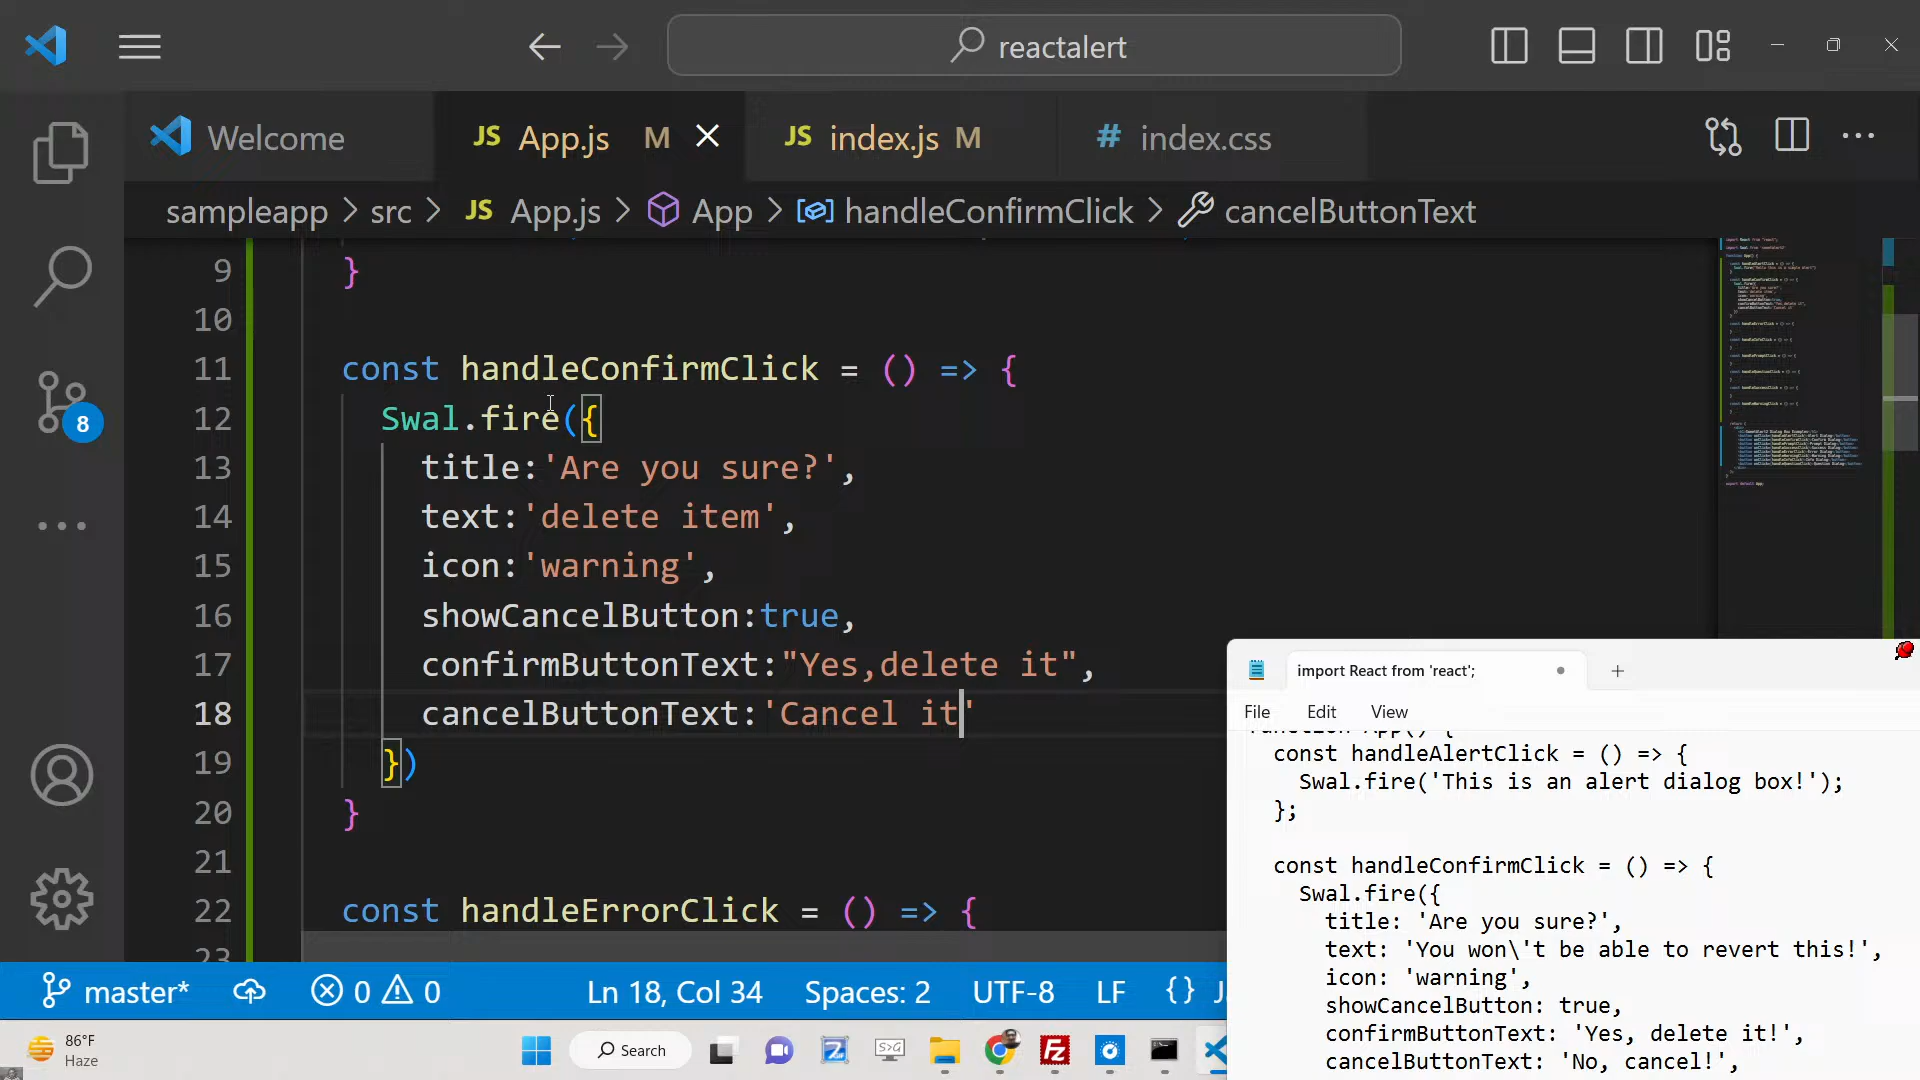 reactalert
Welcome
JS App.js M
JS index.js M
# index.css
sampleapp > src > JS App.js > App > handleConfirmClick > cancelButtonText
9 }
10
11 const handleConfirmClick = () => {
12 Swal.fire({
13 title:'Are you sure?',
14 text:'delete item',
15 icon:'warning',
16 showCancelButton:true,
17 confirmButtonText:"Yes,delete it",
18 cancelButtonText:'Cancel it'
19 })
20 }
21
22 const handleErrorClick = () => {
23
8
import React from 'react';
File Edit View
function App() {
const handleAlertClick = () => {
Swal.fire('This is an alert dialog box!');
};
const handleConfirmClick = () => {
Swal.fire({
title: 'Are you sure?',
text: 'You won\'t be able to revert this!',
icon: 'warning',
showCancelButton: true,
confirmButtonText: 'Yes, delete it!',
cancelButtonText: 'No, cancel!',
master* 0 0 Ln 18, Col 34 Spaces: 2 UTF-8 LF {}
86°F
Haze
Search